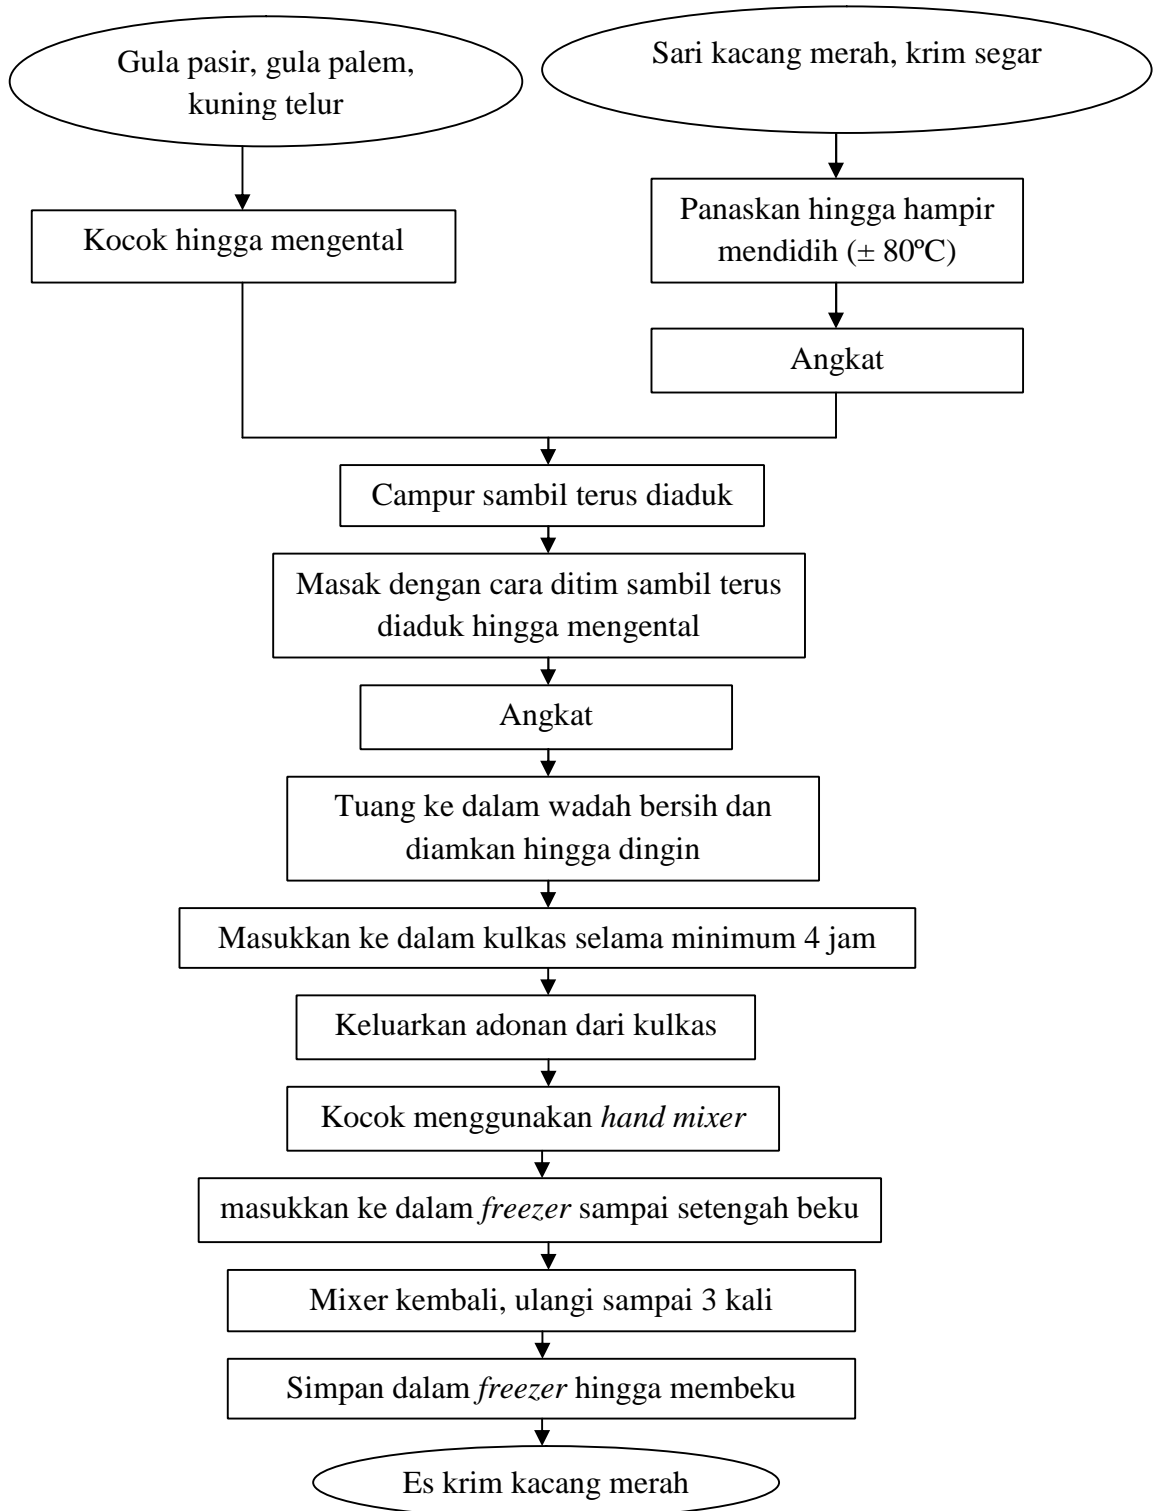 Gula pasir, gula palem,
kuning telur
Sari kacang merah, krim segar
Kocok hingga mengental
Panaskan hingga hampir
mendidih (± 80ºC)
Angkat
Campur sambil terus diaduk
Masak dengan cara ditim sambil terus
diaduk hingga mengental
Angkat
Tuang ke dalam wadah bersih dan
diamkan hingga dingin
Masukkan ke dalam kulkas selama minimum 4 jam
Keluarkan adonan dari kulkas
Kocok menggunakan hand mixer
masukkan ke dalam freezer sampai setengah beku
Mixer kembali, ulangi sampai 3 kali
Simpan dalam freezer hingga membeku
Es krim kacang merah